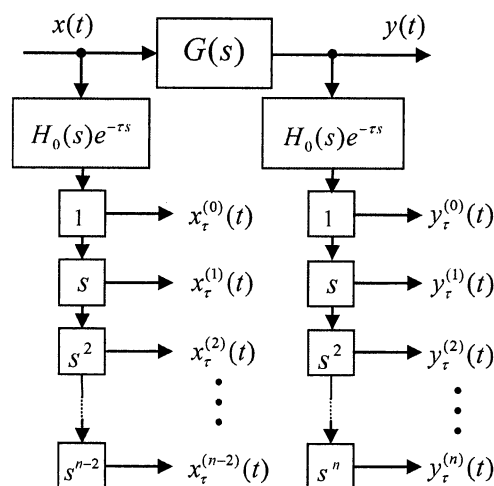 x(t) G(s) y(t)
H₀(s)e^{-τs} H₀(s)e^{-τs}
1 x_τ^{(0)}(t) 1 y_τ^{(0)}(t)
s x_τ^{(1)}(t) s y_τ^{(1)}(t)
s² x_τ^{(2)}(t) s² y_τ^{(2)}(t)
s^{n-2} x_τ^{(n-2)}(t) s^n y_τ^{(n)}(t)